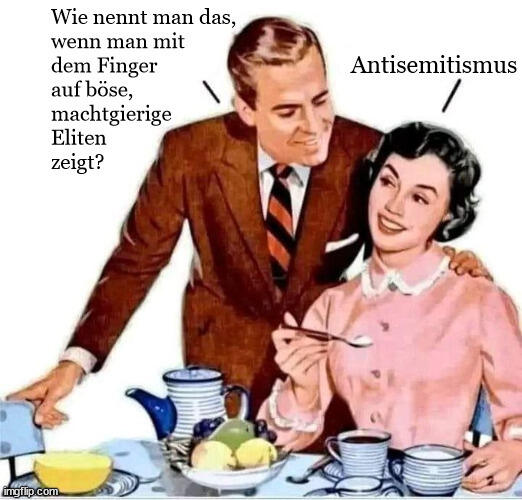 Wie nennt man das,
wenn man mit
dem Finger
auf böse,
machtgierige
Eliten
zeigt?
Antisemitismus
imgflip.com